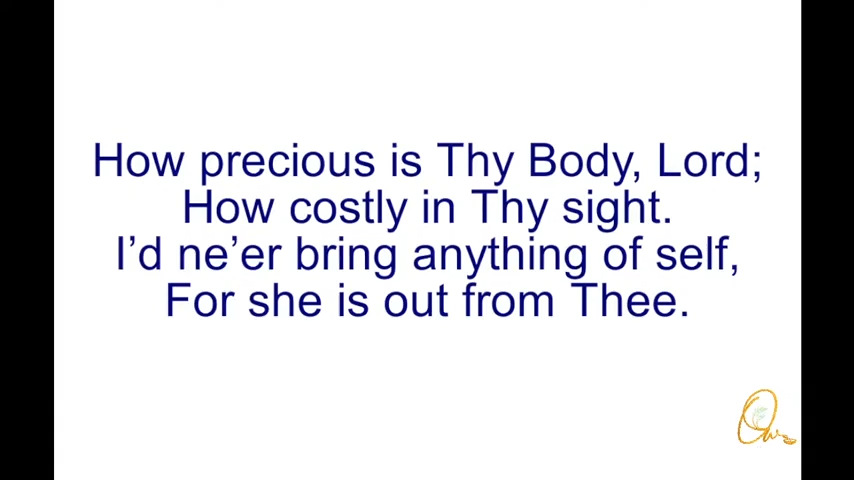 How precious is Thy Body, Lord;
How costly in Thy sight.
I’d ne’er bring anything of self,
For she is out from Thee.